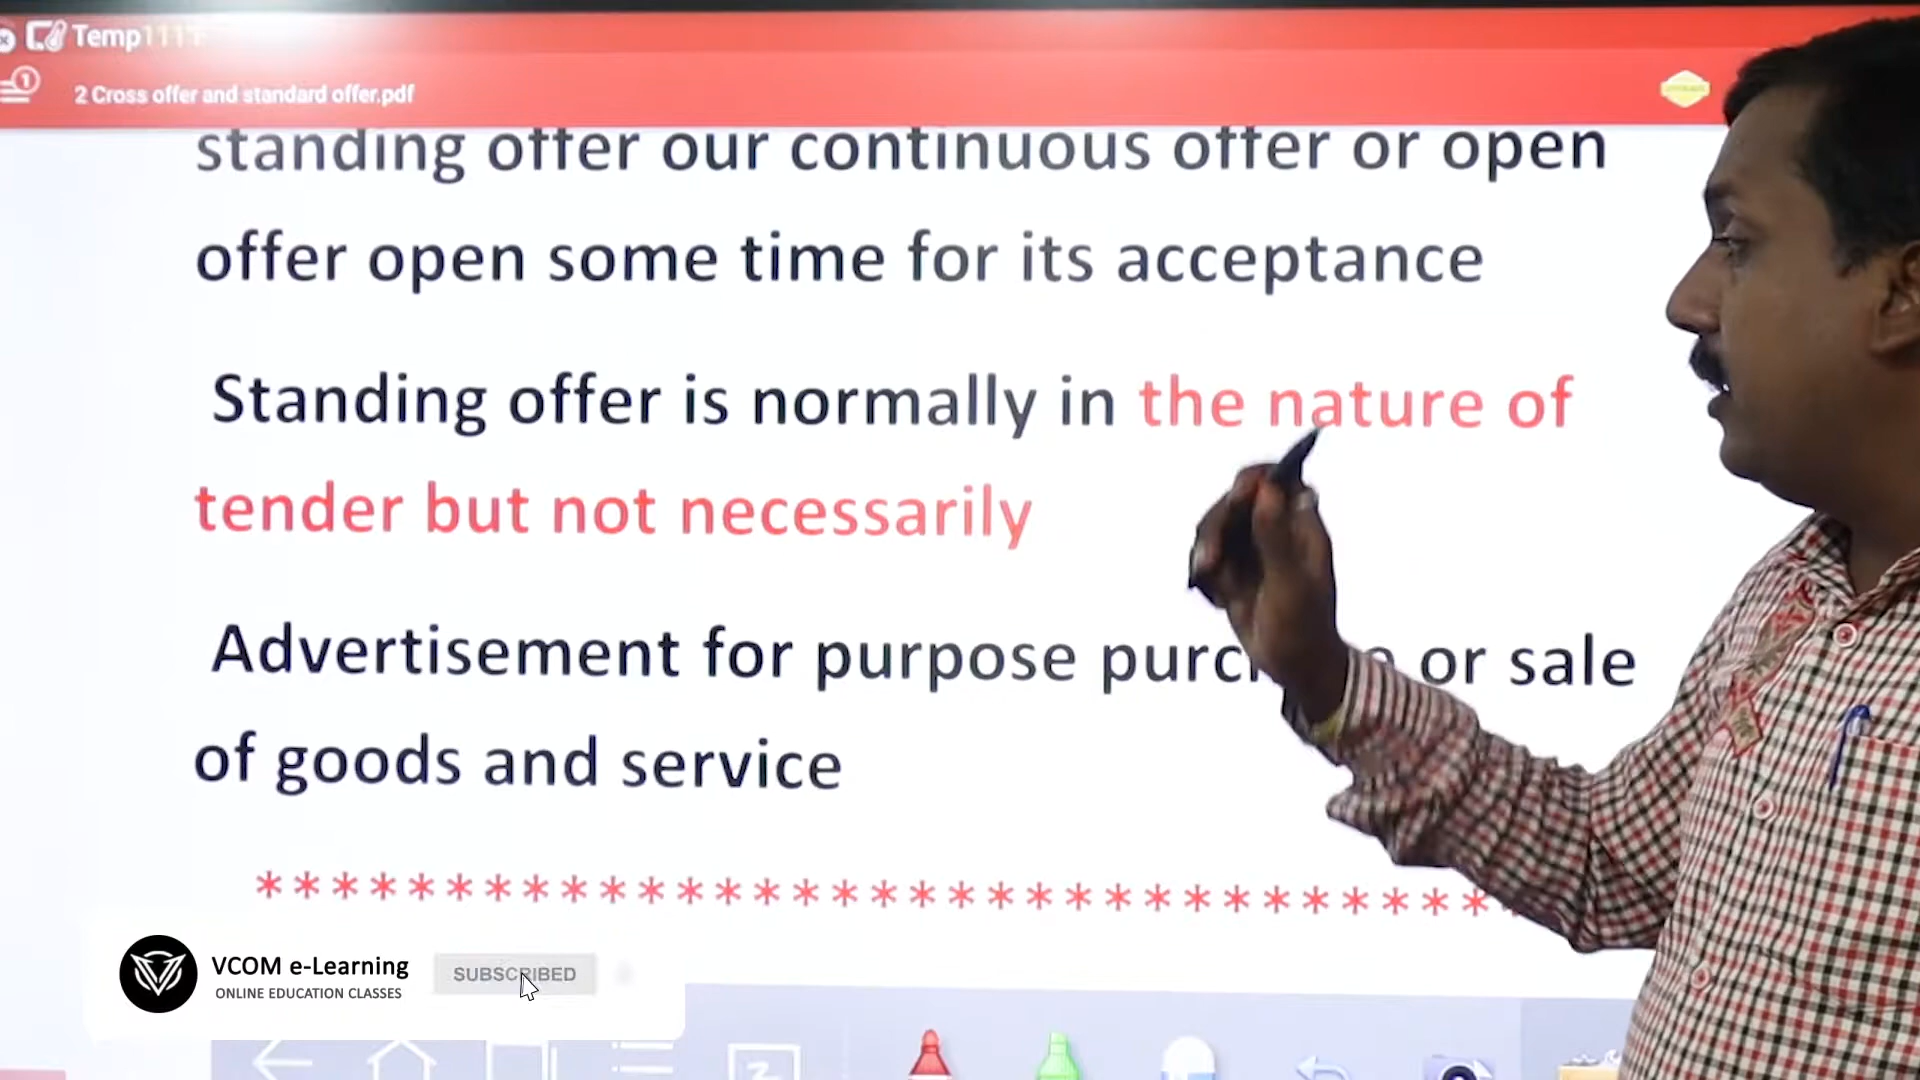 Temp111
1
2 Cross offer and standard offer.pdf
standing offer our continuous offer or open
offer open some time for its acceptance
Standing offer is normally in the nature of
tender but not necessarily
Advertisement for purpose or sale
of goods and service
* * * * * * * * * * * * * * * * * * * * * * * * * * * * * * * *
VCOM e-Learning
SUBSCRIBED
ONLINE EDUCATION CLASSES